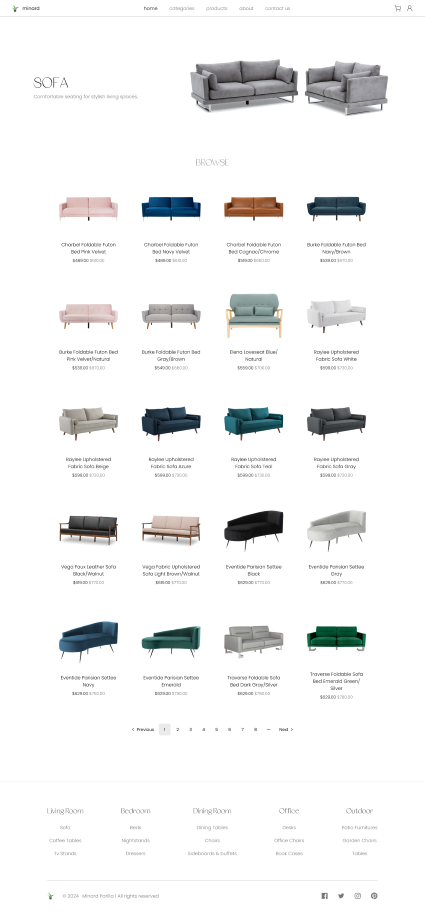 minard
home
categories
products
about
contact us
SOFA
Comfortable seating for stylish living spaces.
BROWSE
Charbel Foldable Futon
Bed Pink Velvet
Charbel Foldable Futon
Bed Navy Velvet
Charbel Foldable Futon
Bed Cognac/Chrome
Burke Foldable Futon Bed
Navy/Brown
Burke Foldable Futon Bed
Pink Velvet/Natural
Burke Foldable Futon Bed
Gray/Brown
Elena Loveseat Blue/
Natural
Raylee Upholstered
Fabric Sofa White
Raylee Upholstered
Fabric Sofa Beige
Raylee Upholstered
Fabric Sofa Azure
Raylee Upholstered
Fabric Sofa Teal
Raylee Upholstered
Fabric Sofa Gray
Vega Faux Leather Sofa
Black/Walnut
Vega Fabric Upholstered
Sofa Light Brown/Walnut
Eventide Parisian Settee
Black
Eventide Parisian Settee
Gray
Eventide Parisian Settee
Navy
Eventide Parisian Settee
Emerald
Traverse Foldable Sofa
Bed Dark Gray/Silver
Traverse Foldable Sofa
Bed Emerald Green/
Silver
Previous 1 2 3 4 5 6 7 8 ... Next
Living Room
Bedroom
Dining Room
Office
Outdoor
Sofa
Beds
Dining Tables
Desks
Patio Furnitures
Coffee Tables
Nightstands
Chairs
Office Chairs
Garden Chairs
Tv Stands
Dressers
Sideboards & Buffets
Book Cases
Tables
© 2024 Minard Patila | All rights reserved